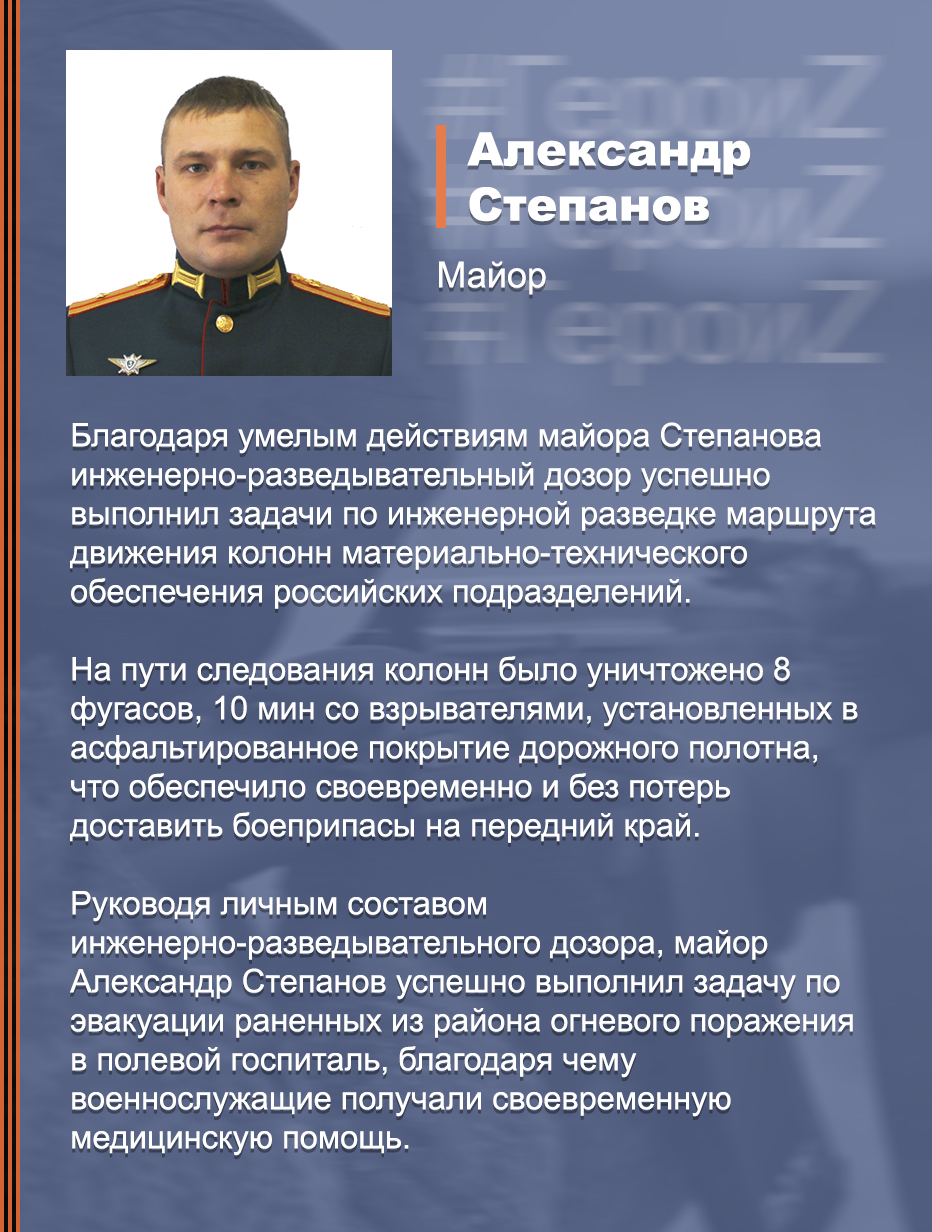 #ГероиZ
Александр
#ГероиZ
Степанов
Майор
#ГероиZ
Благодаря умелым действиям майора Степанова
инженерно-разведывательный дозор успешно
выполнил задачи по инженерной разведке маршрута
движения колонн материально-технического
обеспечения российских подразделений.
На пути следования колонн было уничтожено 8
фугасов, 10 мин со взрывателями, установленных в
асфальтированное покрытие дорожного полотна,
что обеспечило своевременно и без потерь
доставить боеприпасы на передний край.
Руководя личным составом
инженерно-разведывательного дозора, майор
Александр Степанов успешно выполнил задачу по
эвакуации раненных из района огневого поражения
в полевой госпиталь, благодаря чему
военнослужащие получали своевременную
медицинскую помощь.